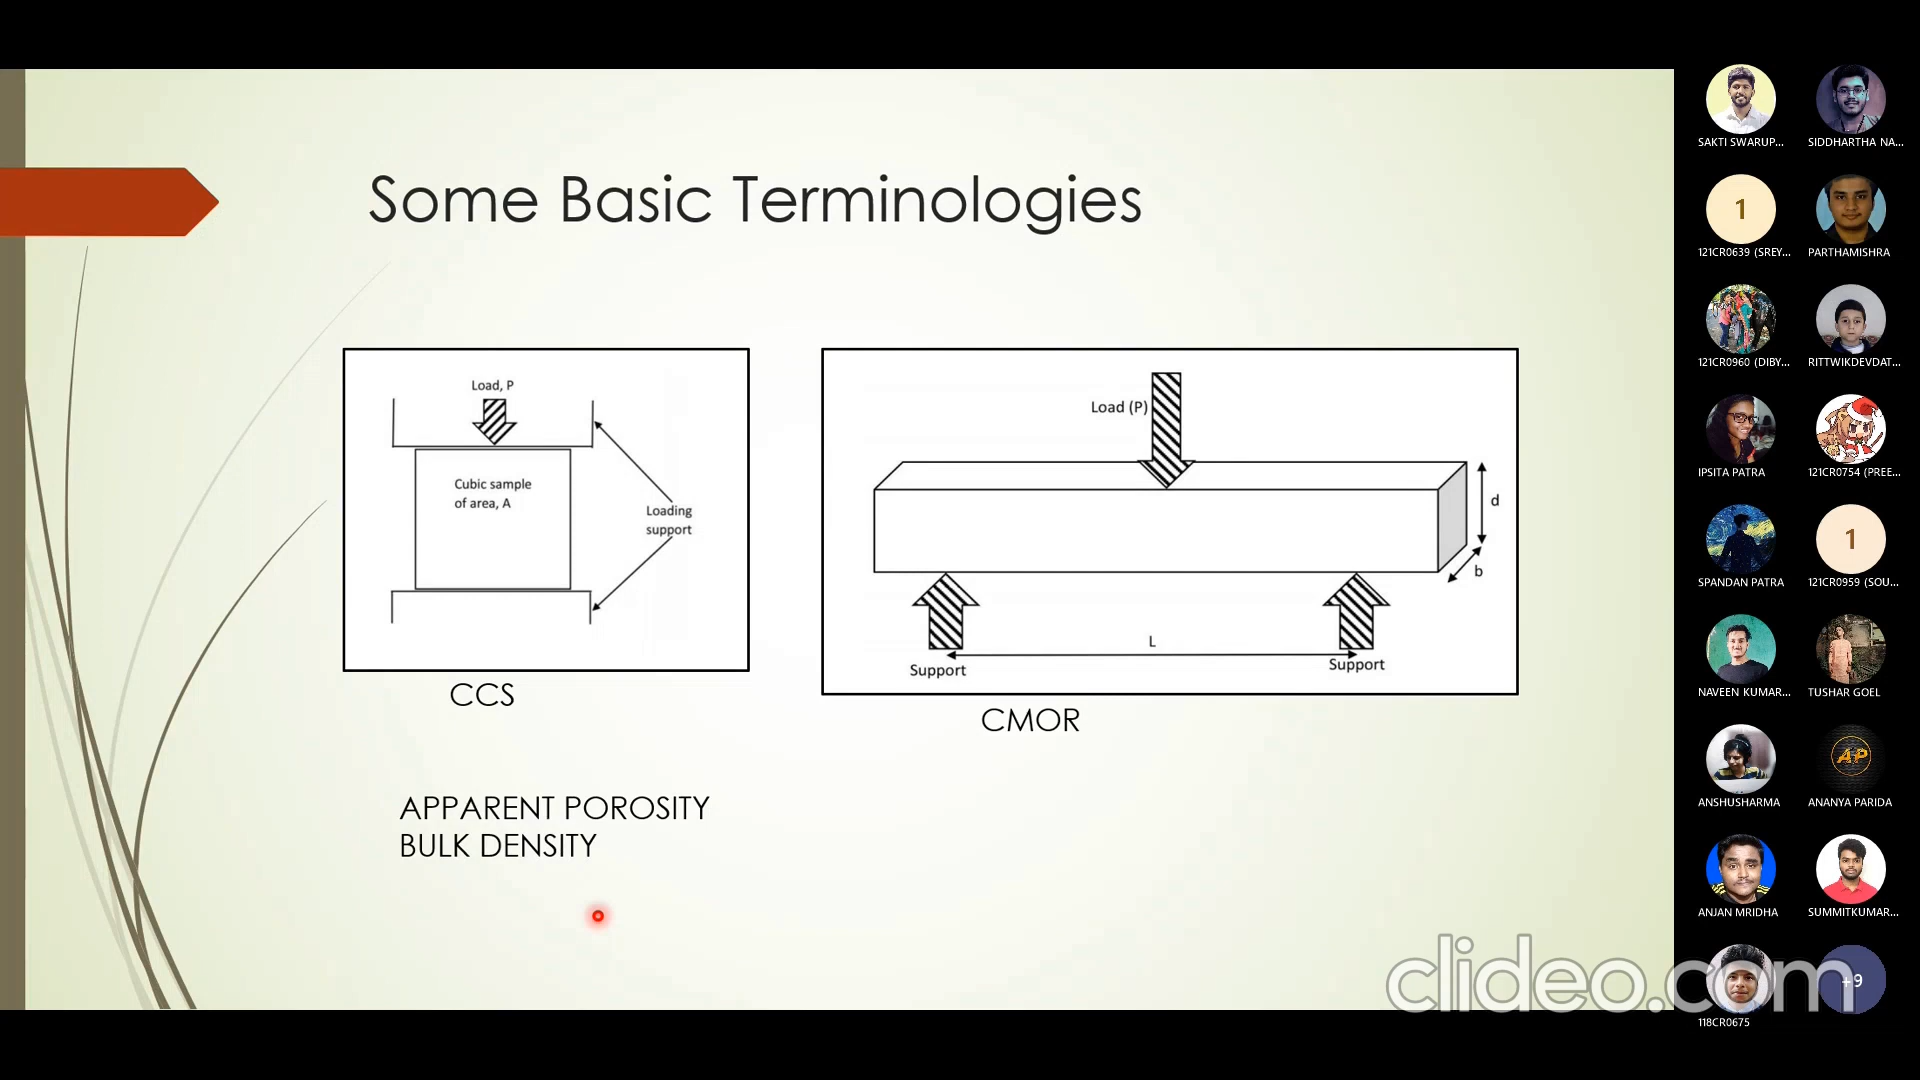 Some Basic Terminologies
Load, P
Cubic sample
of area, A
Loading
support
CCS
Load (P)
d
b
L
Support
Support
CMOR
APPARENT POROSITY
BULK DENSITY
SAKTI SWARUP...
SIDDHARTHA NA...
1
121CR0639 (SREY...
PARTHAMISHRA
121CR0960 (DIBY...
RITTWIKDEVDAT...
IPSITA PATRA
121CR0754 (PREE...
SPANDAN PATRA
1
121CR0959 (SOU...
NAVEEN KUMAR...
TUSHAR GOEL
ANSHUSHARMA
AP
ANANYA PARIDA
ANJAN MRIDHA
SUMMITKUMAR...
+9
118CR0675
clideo.com